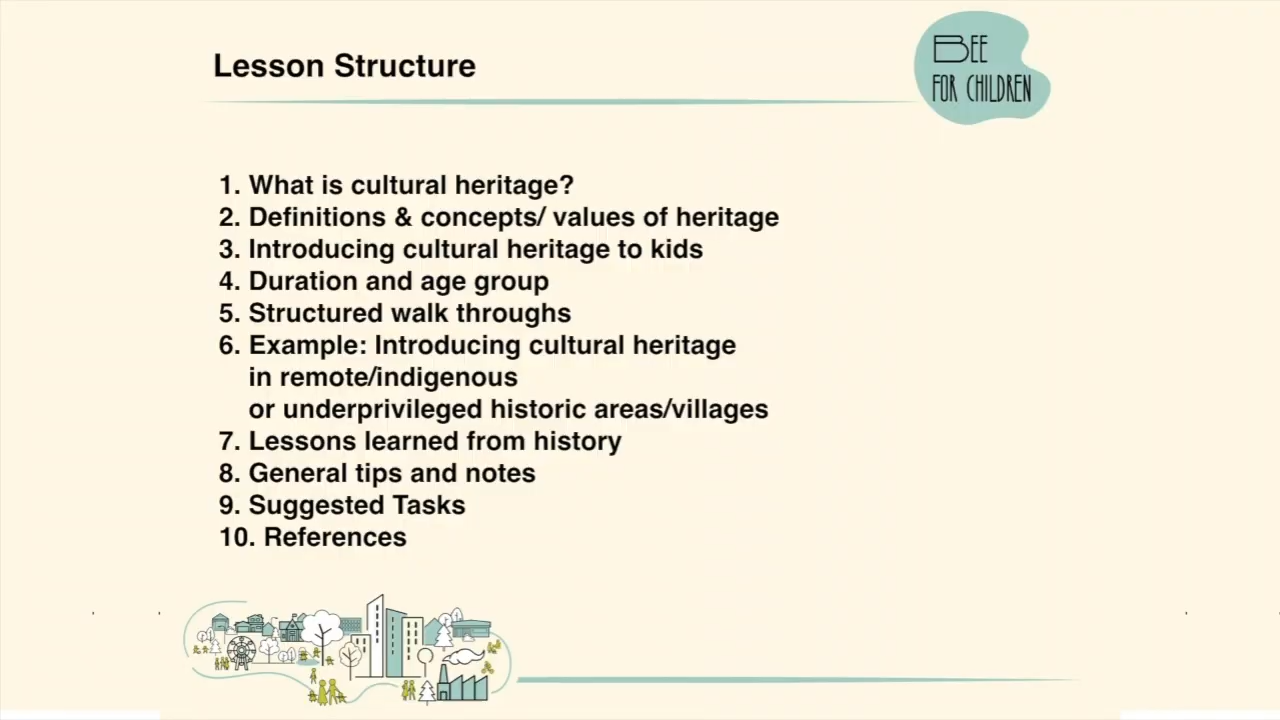 Lesson Structure
BEE
FOR CHILDREN
1. What is cultural heritage?
2. Definitions & concepts/ values of heritage
3. Introducing cultural heritage to kids
4. Duration and age group
5. Structured walk throughs
6. Example: Introducing cultural heritage
in remote/indigenous
or underprivileged historic areas/villages
7. Lessons learned from history
8. General tips and notes
9. Suggested Tasks
10. References